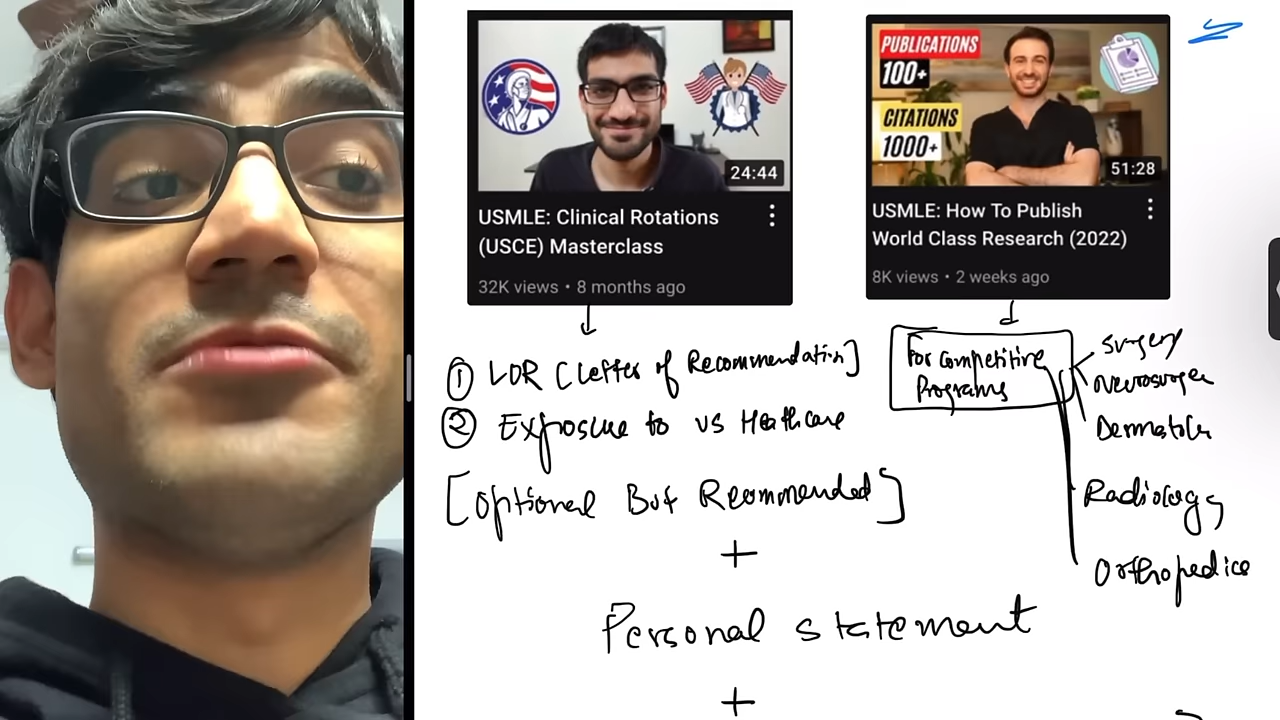 24:44
USMLE: Clinical Rotations
(USCE) Masterclass
32K views • 8 months ago
PUBLICATIONS
100+
CITATIONS
1000+
51:28
USMLE: How To Publish
World Class Research (2022)
8K views • 2 weeks ago
① LOR [Letter of Recommendation]
② Exposure to US Healthcare
[Optional But Recommended]
+
Personal statement
+
For Competitive
Programs
Surgery
Dermatol
Radiology
Orthopedics